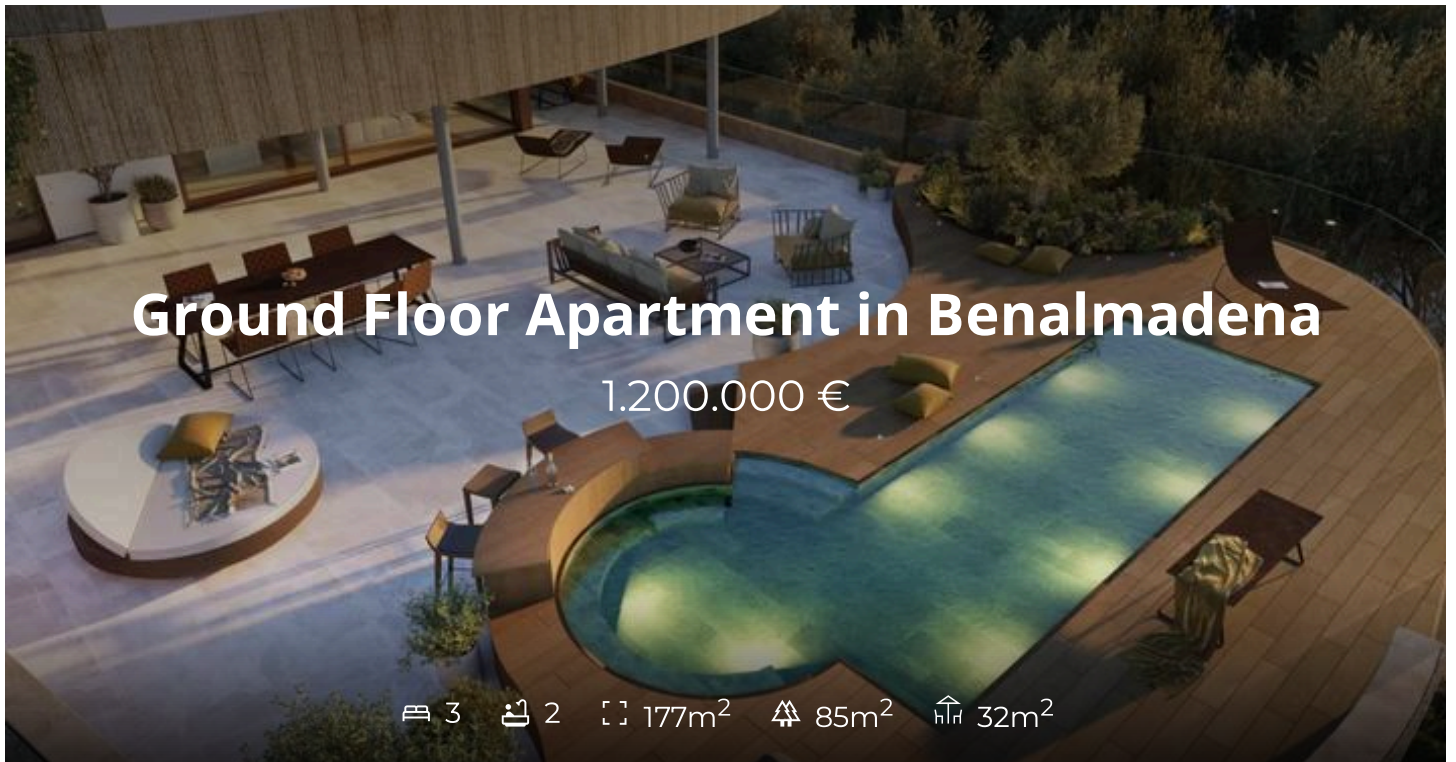 Ground Floor Apartment in Benalmadena
1.200.000 €
3 2 177m² 85m² 32m²